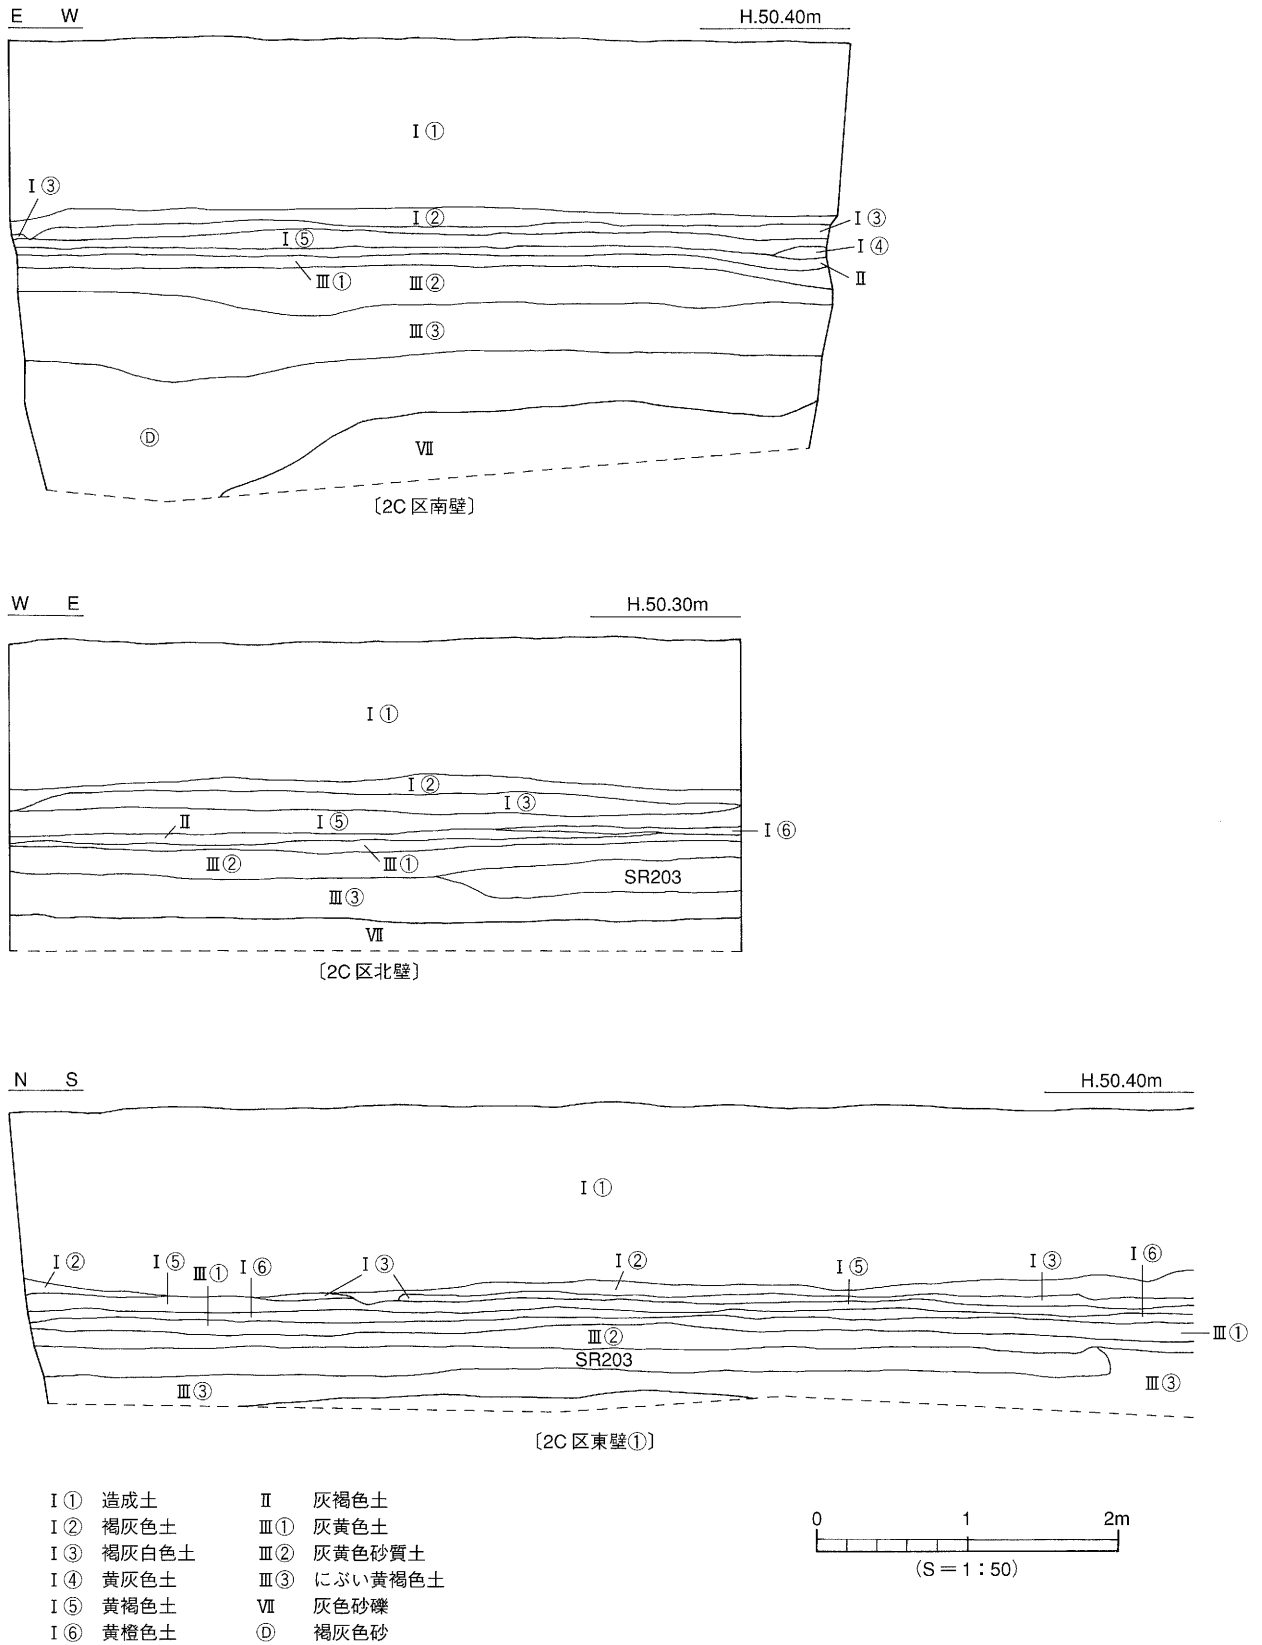 E W
H.50.40m
Ⅰ①
Ⅰ③
Ⅰ②
Ⅰ③
Ⅰ⑤
Ⅰ④
Ⅲ①
Ⅲ②
Ⅱ
Ⅲ③
Ⓓ
Ⅶ
〔2C区南壁〕
W E
H.50.30m
Ⅰ①
Ⅰ②
Ⅰ③
Ⅱ
Ⅰ⑤
Ⅰ⑥
Ⅲ②
Ⅲ①
SR203
Ⅲ③
Ⅶ
〔2C区北壁〕
N S
H.50.40m
Ⅰ①
Ⅰ②
Ⅰ⑤
Ⅲ①
Ⅰ⑥
Ⅰ③
Ⅰ②
Ⅰ⑤
Ⅰ③
Ⅰ⑥
Ⅲ②
Ⅲ①
SR203
Ⅲ③
Ⅲ③
〔2C区東壁①〕
Ⅰ① 造成土
Ⅰ② 褐灰色土
Ⅰ③ 褐灰白色土
Ⅰ④ 黄灰色土
Ⅰ⑤ 黄褐色土
Ⅰ⑥ 黄橙色土
Ⅱ 灰褐色土
Ⅲ① 灰黄色土
Ⅲ② 灰黄色砂質土
Ⅲ③ にぶい黄褐色土
Ⅶ 灰色砂礫
Ⓓ 褐灰色砂
0 1 2m
(S=1:50)